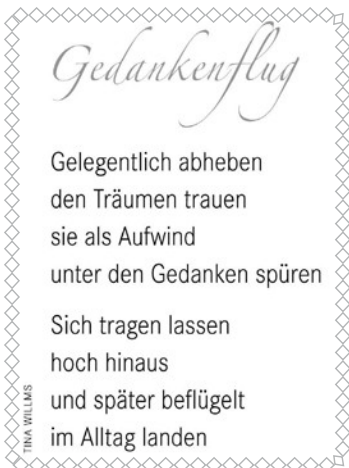 Gedankenflug
Gelegentlich abheben
den Träumen trauen
sie als Aufwind
unter den Gedanken spüren
Sich tragen lassen
hoch hinaus
und später beflügelt
im Alltag landen
TINA WILLMS